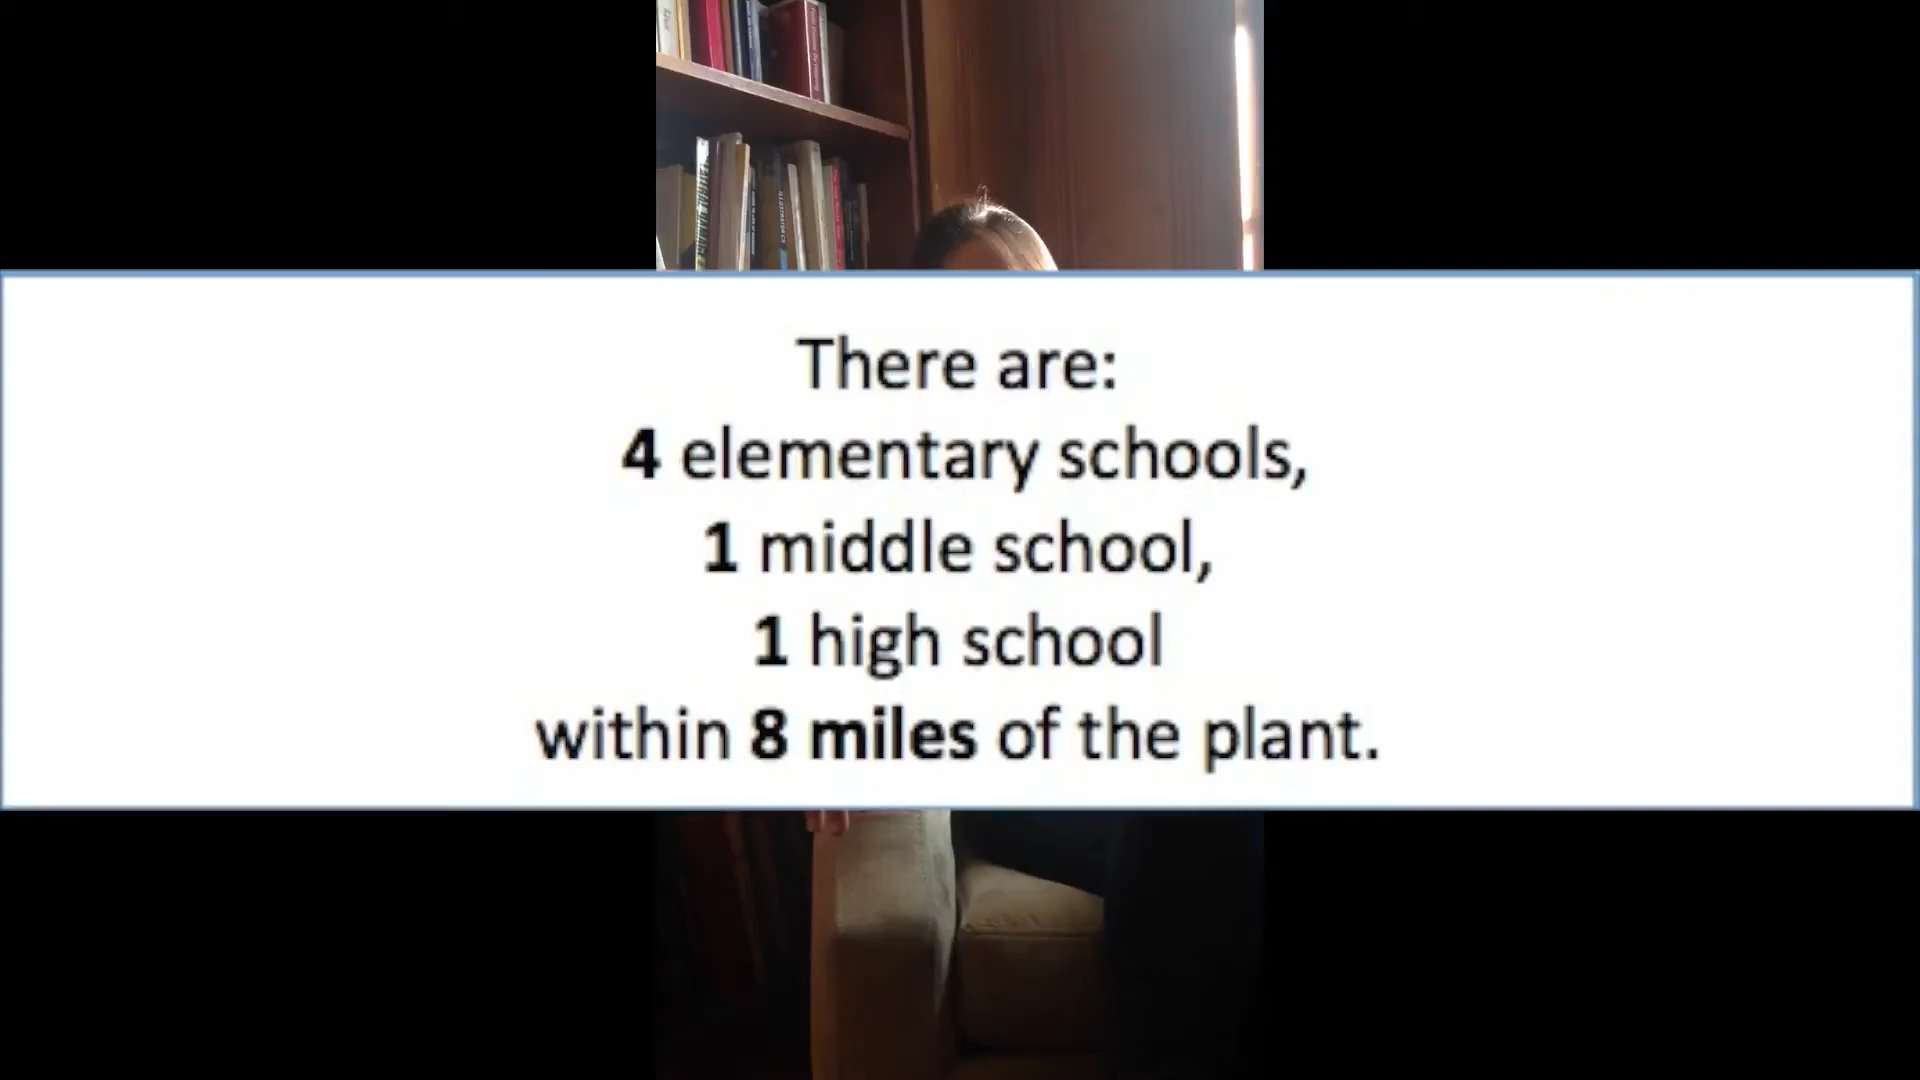 There are:
4 elementary schools,
1 middle school,
1 high school
within 8 miles of the plant.